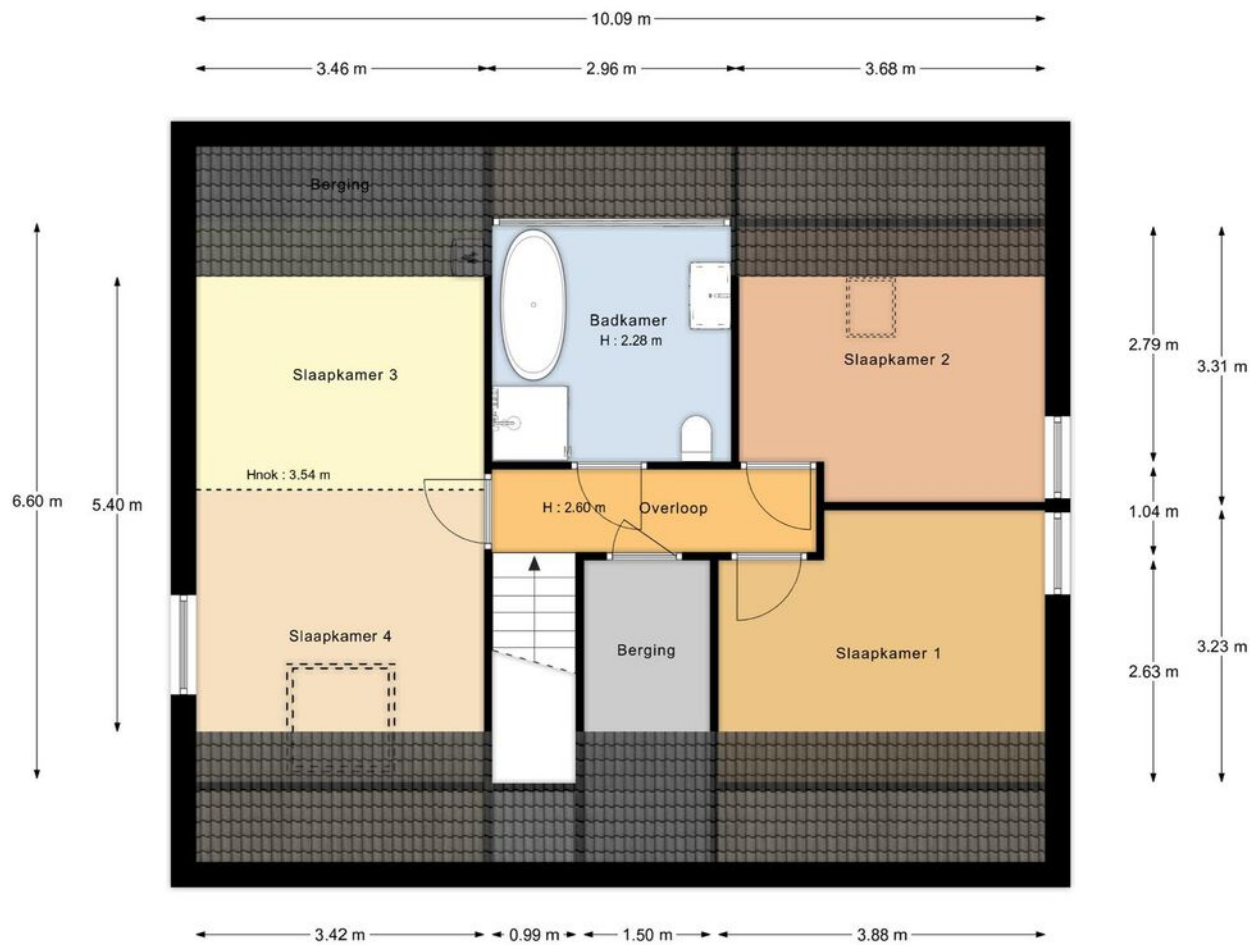 10.09 m
3.46 m
2.96 m
3.68 m
Berging
Badkamer
H : 2.28 m
Slaapkamer 2
2.79 m
3.31 m
Slaapkamer 3
Hnok : 3.54 m
6.60 m
5.40 m
H : 2.60 m
Overloop
1.04 m
Slaapkamer 4
Berging
Slaapkamer 1
2.63 m
3.23 m
3.42 m
0.99 m
1.50 m
3.88 m